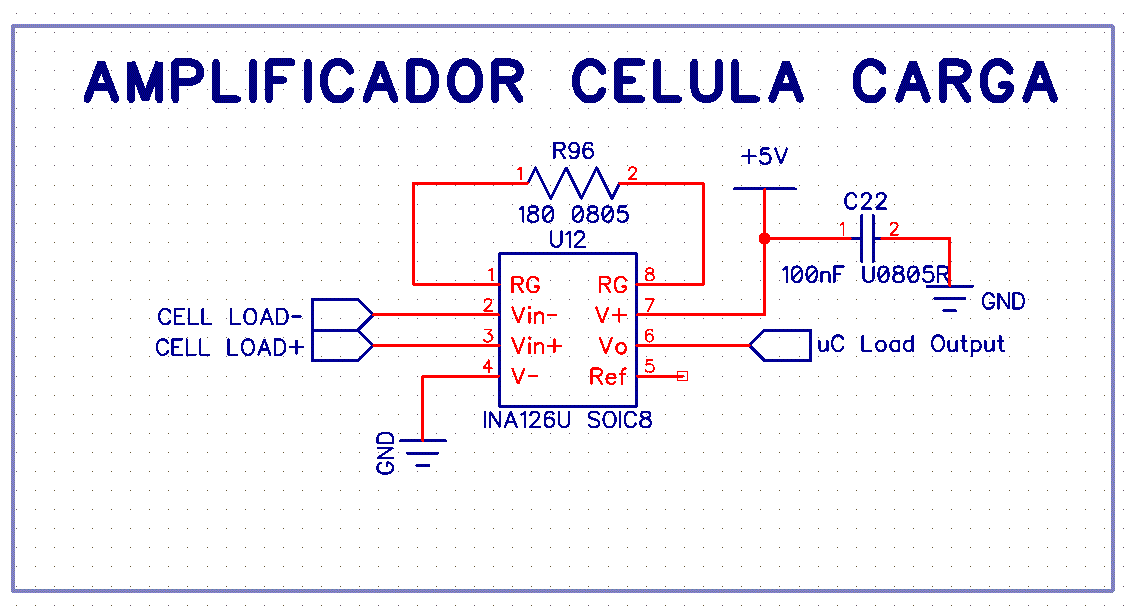 AMPLIFICADOR CELULA CARGA
R96
1 2
180 0805
+5V
C22
1 2
100nF U0805R
GND
U12
1 RG RG 8
CELL LOAD- 2 Vin- V+ 7
CELL LOAD+ 3 Vin+ Vo 6 uC Load Output
4 V- Ref 5
INA126U SOIC8
GND